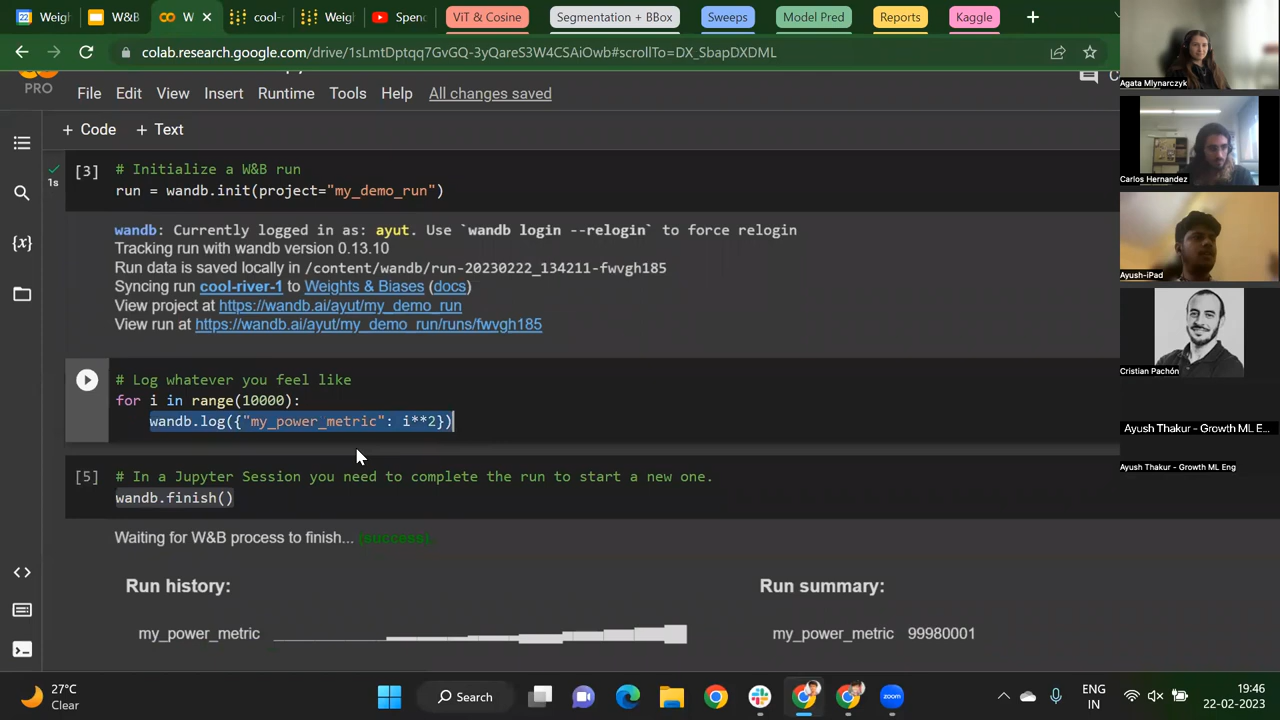 Weigh
W&B
W
cool-r
Weigh
Spend
ViT & Cosine
Segmentation + BBox
Sweeps
Model Pred
Reports
Kaggle
colab.research.google.com/drive/1sLmtDptqq7GvGQ-3yQareS3W4CSAiOwb#scrollTo=DX_SbapDXDML
PRO
File
Edit
View
Insert
Runtime
Tools
Help
All changes saved
+ Code
+ Text
[3]
1s
# Initialize a W&B run
run = wandb.init(project="my_demo_run")
wandb: Currently logged in as: ayut. Use `wandb login --relogin` to force relogin
Tracking run with wandb version 0.13.10
Run data is saved locally in /content/wandb/run-20230222_134211-fwvgh185
Syncing run cool-river-1 to Weights & Biases (docs)
View project at https://wandb.ai/ayut/my_demo_run
View run at https://wandb.ai/ayut/my_demo_run/runs/fwvgh185
# Log whatever you feel like
for i in range(10000):
wandb.log({"my_power_metric": i**2})
[5]
# In a Jupyter Session you need to complete the run to start a new one.
wandb.finish()
Waiting for W&B process to finish... (success).
Run history:
my_power_metric
Run summary:
my_power_metric 99980001
Agata Mlynarczyk
Carlos Hernandez
Ayush-iPad
Cristian Pachón
Ayush Thakur - Growth ML E...
Ayush Thakur - Growth ML Eng
27°C
Clear
Search
zoom
ENG
IN
19:46
22-02-2023